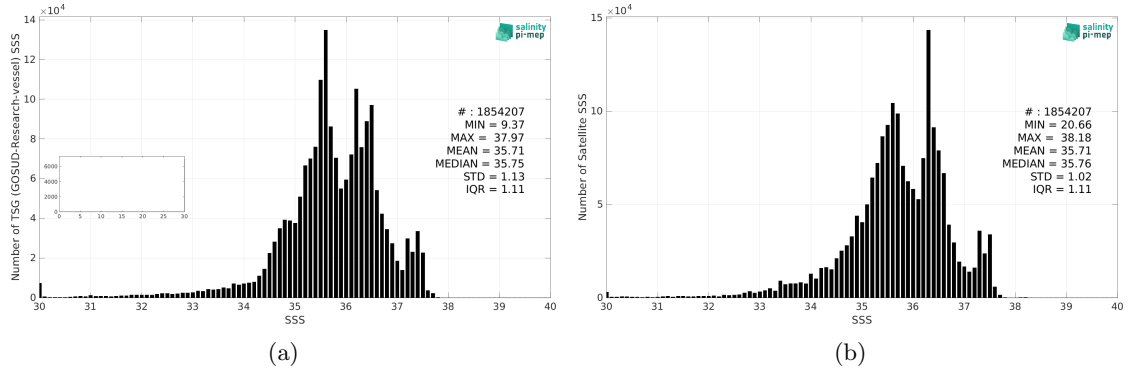 ×10⁴
14
12
10
8
6
4
2
0
Number of TSG (GOSUD-Research-vessel) SSS
salinity
pi-mep
# : 1854207
MIN = 9.37
MAX = 37.97
MEAN = 35.71
MEDIAN = 35.75
STD = 1.13
IQR = 1.11
6000
4000
2000
0
0 5 10 15 20 25 30
30 31 32 33 34 35 36 37 38 39 40
SSS
(a)
×10⁴
15
10
5
0
Number of Satellite SSS
salinity
pi-mep
# : 1854207
MIN = 20.66
MAX = 38.18
MEAN = 35.71
MEDIAN = 35.76
STD = 1.02
IQR = 1.11
30 31 32 33 34 35 36 37 38 39 40
SSS
(b)